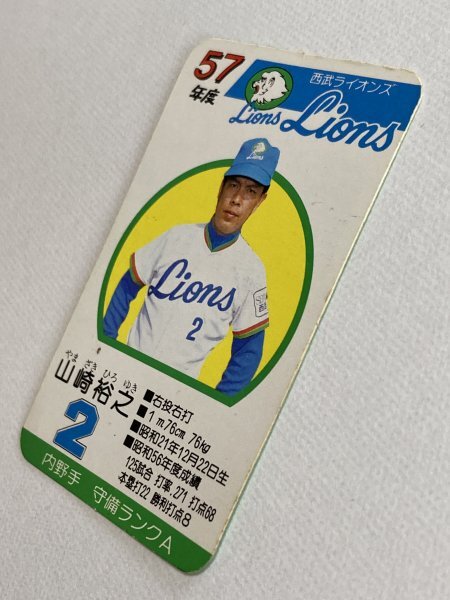 57
年度
西武ライオンズ
Lions
Lions
Lions
2
やま ざき ひろ ゆき
山崎裕之
2
■右投右打
■1m76cm 76kg
■昭和21年12月22日生
■昭和56年度成績
125試合 打率.271 打点68
本塁打22 勝利打点8
内野手 守備ランクA